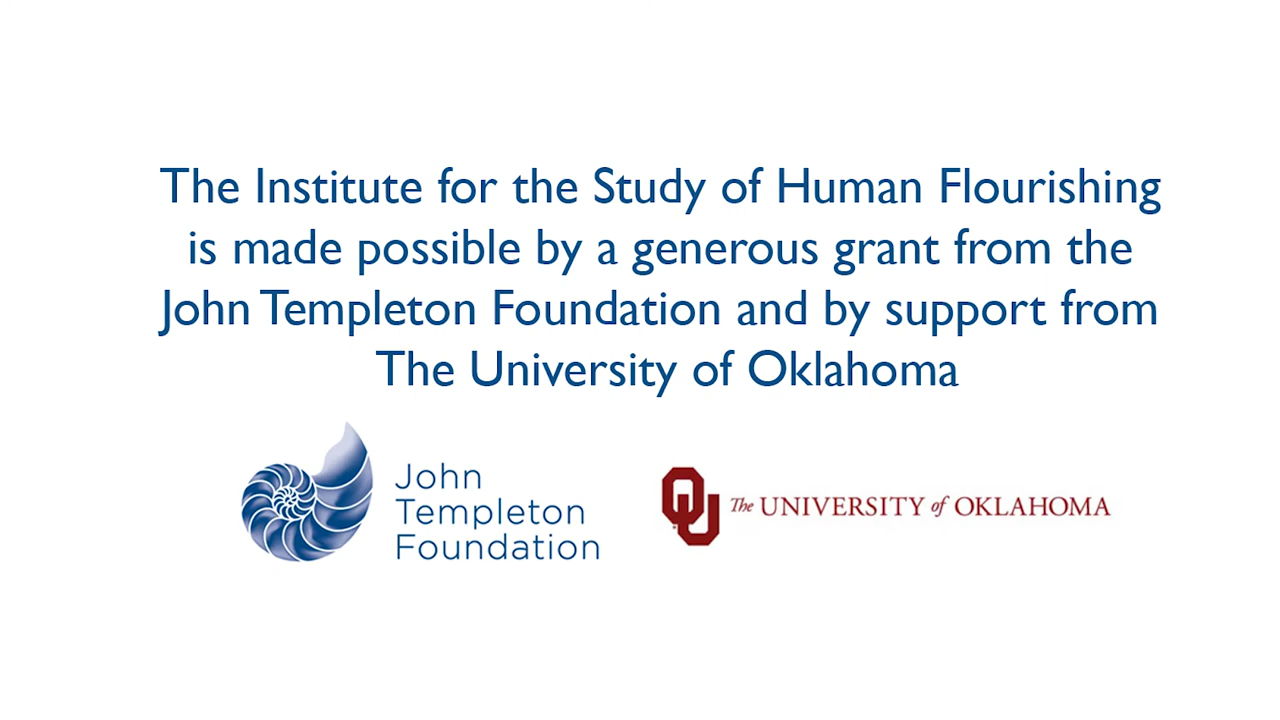 The Institute for the Study of Human Flourishing
is made possible by a generous grant from the
John Templeton Foundation and by support from
The University of Oklahoma
John
Templeton
Foundation
OU The UNIVERSITY of OKLAHOMA